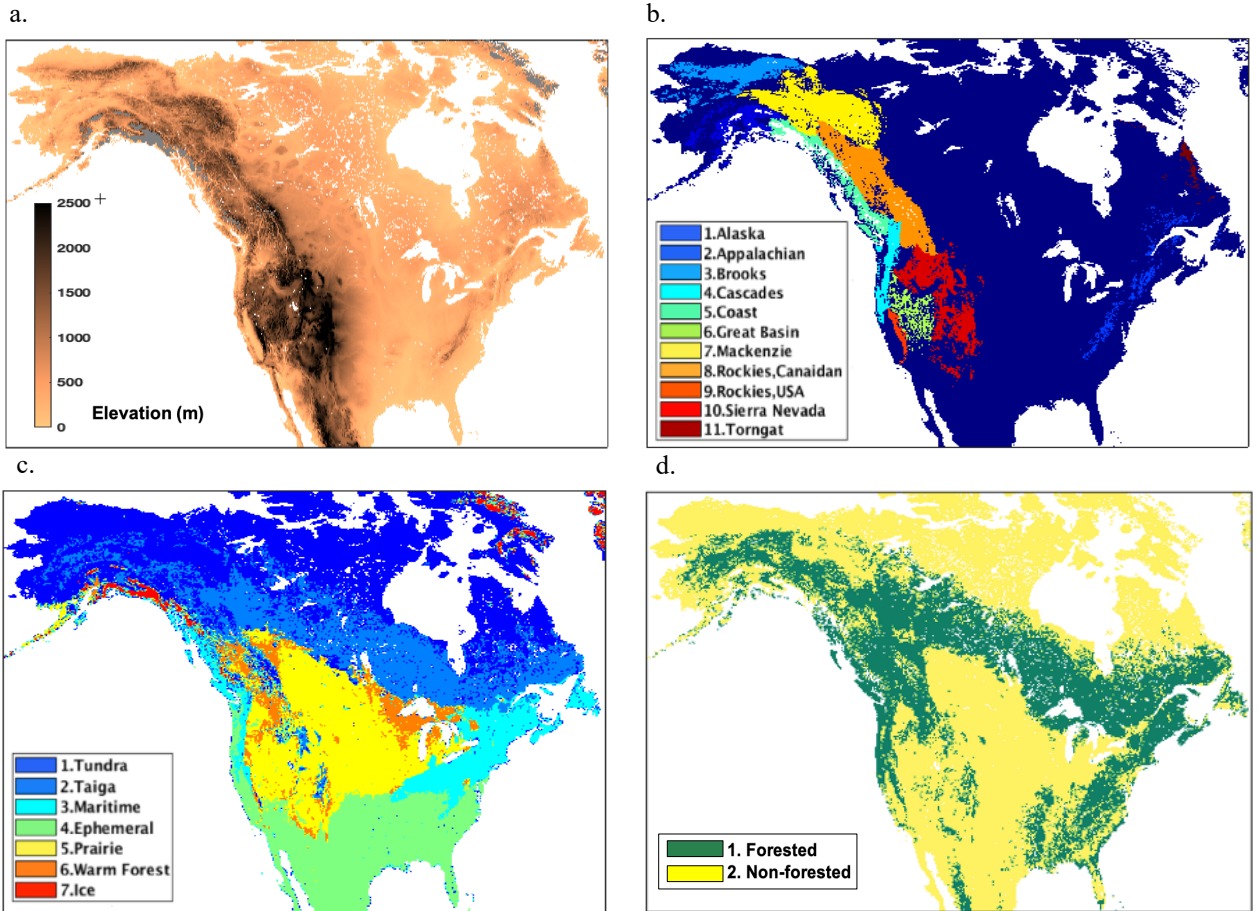 a.
b.
2500 +
2000
1500
1000
500
0
Elevation (m)
1.Alaska
2.Appalachian
3.Brooks
4.Cascades
5.Coast
6.Great Basin
7.Mackenzie
8.Rockies,Canaidan
9.Rockies,USA
10.Sierra Nevada
11.Torngat
c.
d.
1.Tundra
2.Taiga
3.Maritime
4.Ephemeral
5.Prairie
6.Warm Forest
7.Ice
1. Forested
2. Non-forested